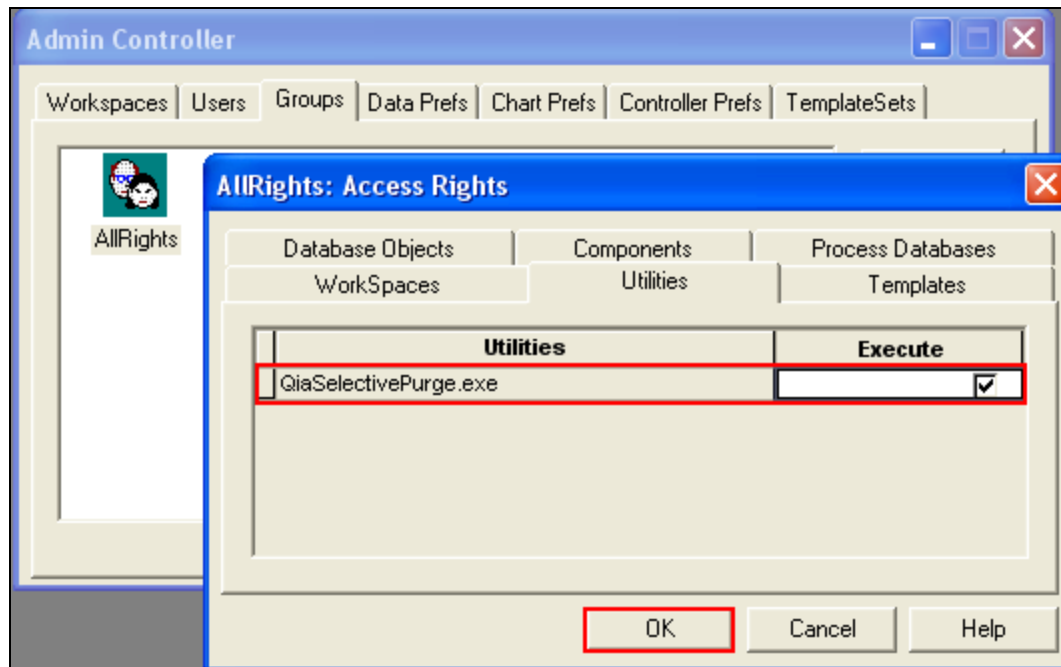 Admin Controller
Workspaces Users Groups Data Prefs Chart Prefs Controller Prefs TemplateSets
AllRights
AllRights: Access Rights
Database Objects Components Process Databases
WorkSpaces Utilities Templates
Utilities Execute
QiaSelectivePurge.exe
OK Cancel Help